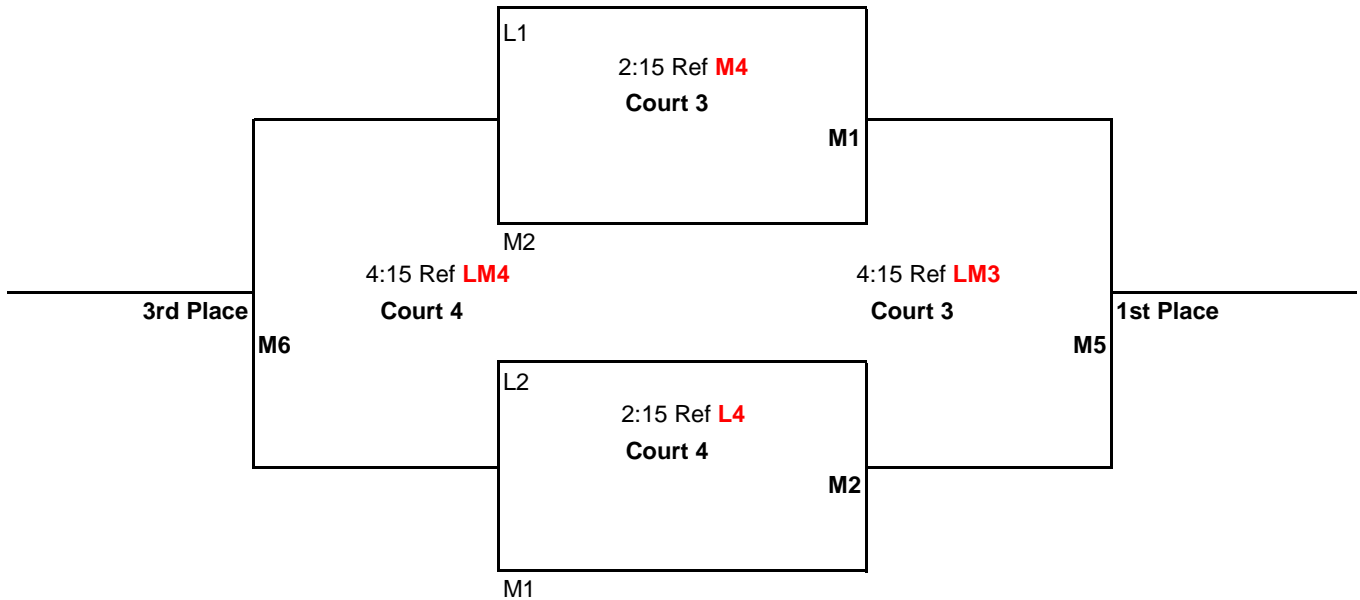 L1
2:15 Ref M4
Court 3
M1
M2
4:15 Ref LM4
4:15 Ref LM3
3rd Place
Court 4
Court 3
1st Place
M6
M5
L2
2:15 Ref L4
Court 4
M2
M1